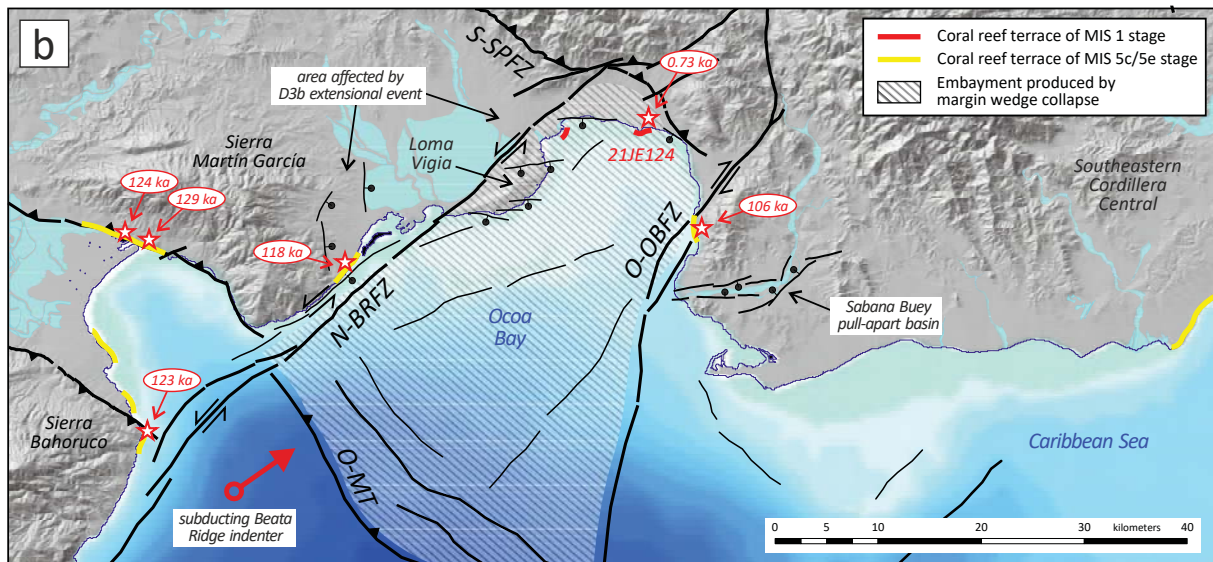 b
S-SPFZ
0.73 ka
Coral reef terrace of MIS 1 stage
Coral reef terrace of MIS 5c/5e stage
Embayment produced by
margin wedge collapse
area affected by
D3b extensional event
Sierra
Martín García
Loma
Vigia
21JE124
Southeastern
Cordillera
Central
124 ka
129 ka
118 ka
106 ka
O-OBFZ
N-BRFZ
Ocoa
Bay
Sabana Buey
pull-apart basin
123 ka
Sierra
Bahoruco
Caribbean Sea
O-MT
subducting Beata
Ridge indenter
0 5 10 20 30 kilometers 40